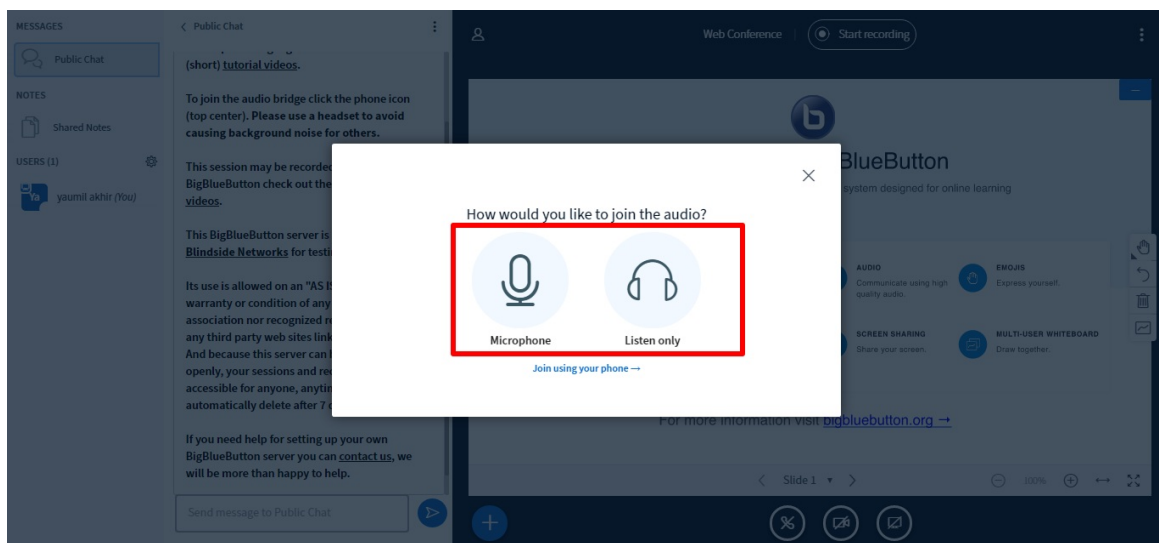 MESSAGES
Public Chat
NOTES
Shared Notes
USERS (1)
yaumil akhir (You)
Public Chat
(short) tutorial videos.
To join the audio bridge click the phone icon
(top center). Please use a headset to avoid
causing background noise for others.
This session may be recorded
BigBlueButton check out the
videos.
This BigBlueButton server is
Blindside Networks for
Its use is allowed on an "AS
warranty or condition of any
association nor recognized
any third party web sites
And because this server can
openly, your sessions and
accessible for anyone,
automatically delete after 7
If you need help for setting up your own
BigBlueButton server you can contact us, we
will be more than happy to help.
Send message to Public Chat
Web Conference
Start recording
BlueButton
system designed for online learning
AUDIO
Communicate using high
quality audio.
EMOJIS
Express yourself.
SCREEN SHARING
Share your screen.
MULTI-USER WHITEBOARD
Draw together.
For more information visit bigbluebutton.org →
Slide 1
100%
How would you like to join the audio?
Microphone
Listen only
Join using your phone →